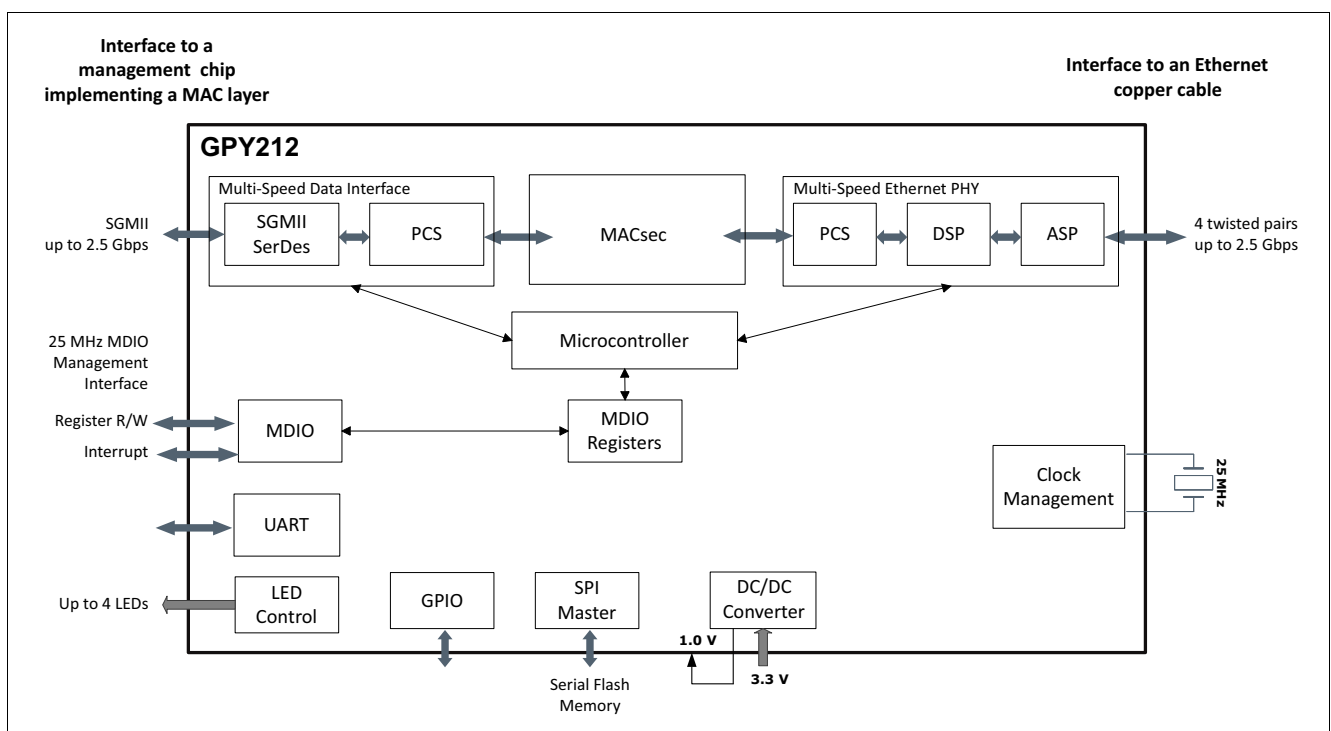 Interface to a
management chip
implementing a MAC layer
Interface to an Ethernet
copper cable
GPY212
Multi-Speed Data Interface
Multi-Speed Ethernet PHY
SGMII
up to 2.5 Gbps
SGMII
SerDes
PCS
MACsec
PCS
DSP
ASP
4 twisted pairs
up to 2.5 Gbps
Microcontroller
25 MHz MDIO
Management
Interface
Register R/W
Interrupt
MDIO
MDIO
Registers
Clock
Management
25 MHz
UART
Up to 4 LEDs
LED
Control
GPIO
SPI
Master
DC/DC
Converter
1.0 V
3.3 V
Serial Flash
Memory